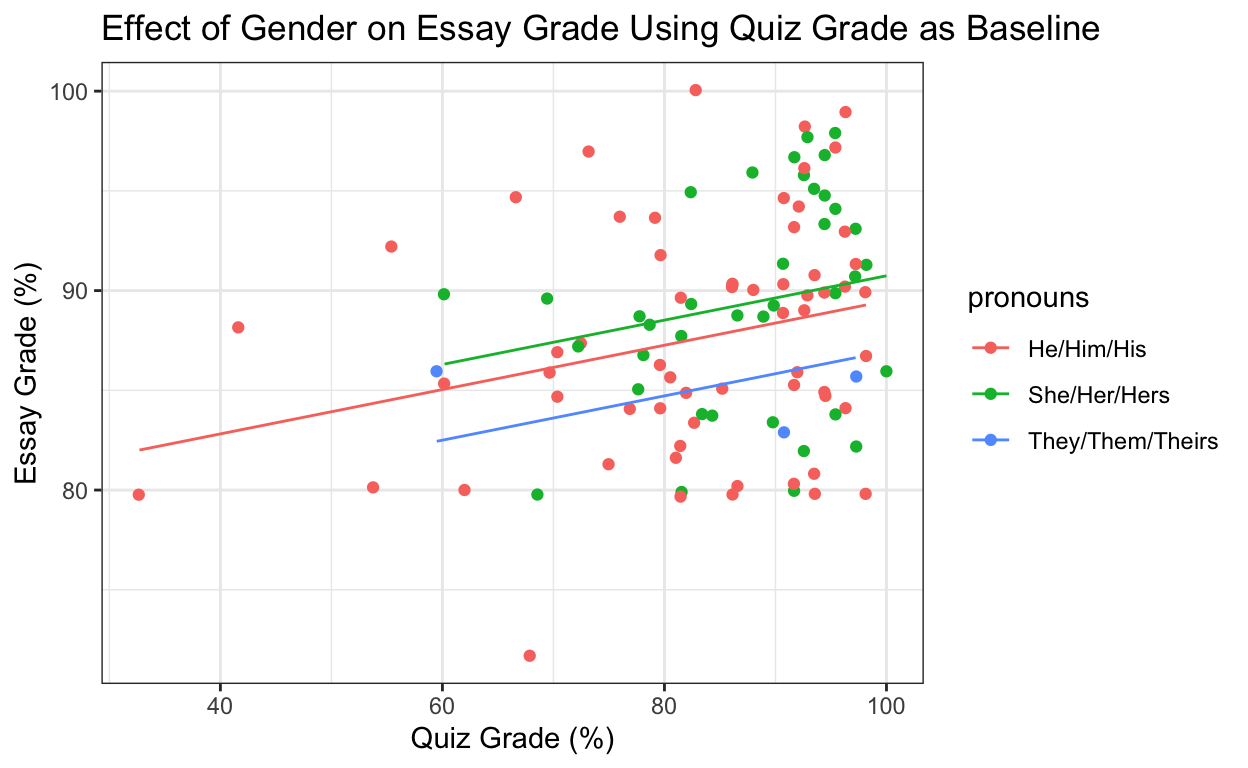 Effect of Gender on Essay Grade Using Quiz Grade as Baseline
Essay Grade (%)
100
90
80
40
60
80
100
Quiz Grade (%)
pronouns
He/Him/His
She/Her/Hers
They/Them/Theirs